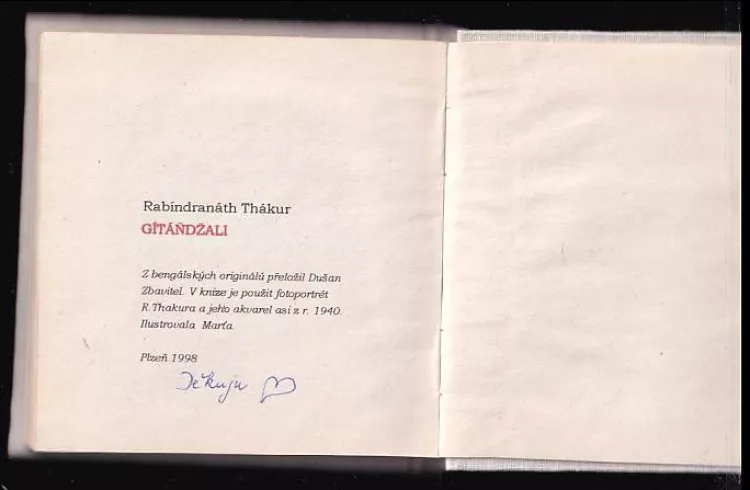 Rabíndranáth Thákur
GÍTÁŇDŽALI
Z bengálských originálů přeložil Dušan
Zbavitel. V knize je použit fotoportrét
R. Thakura a jeho akvarel asi z r. 1940.
Ilustrovala Marťa.
Plzeň 1998
Děkuju